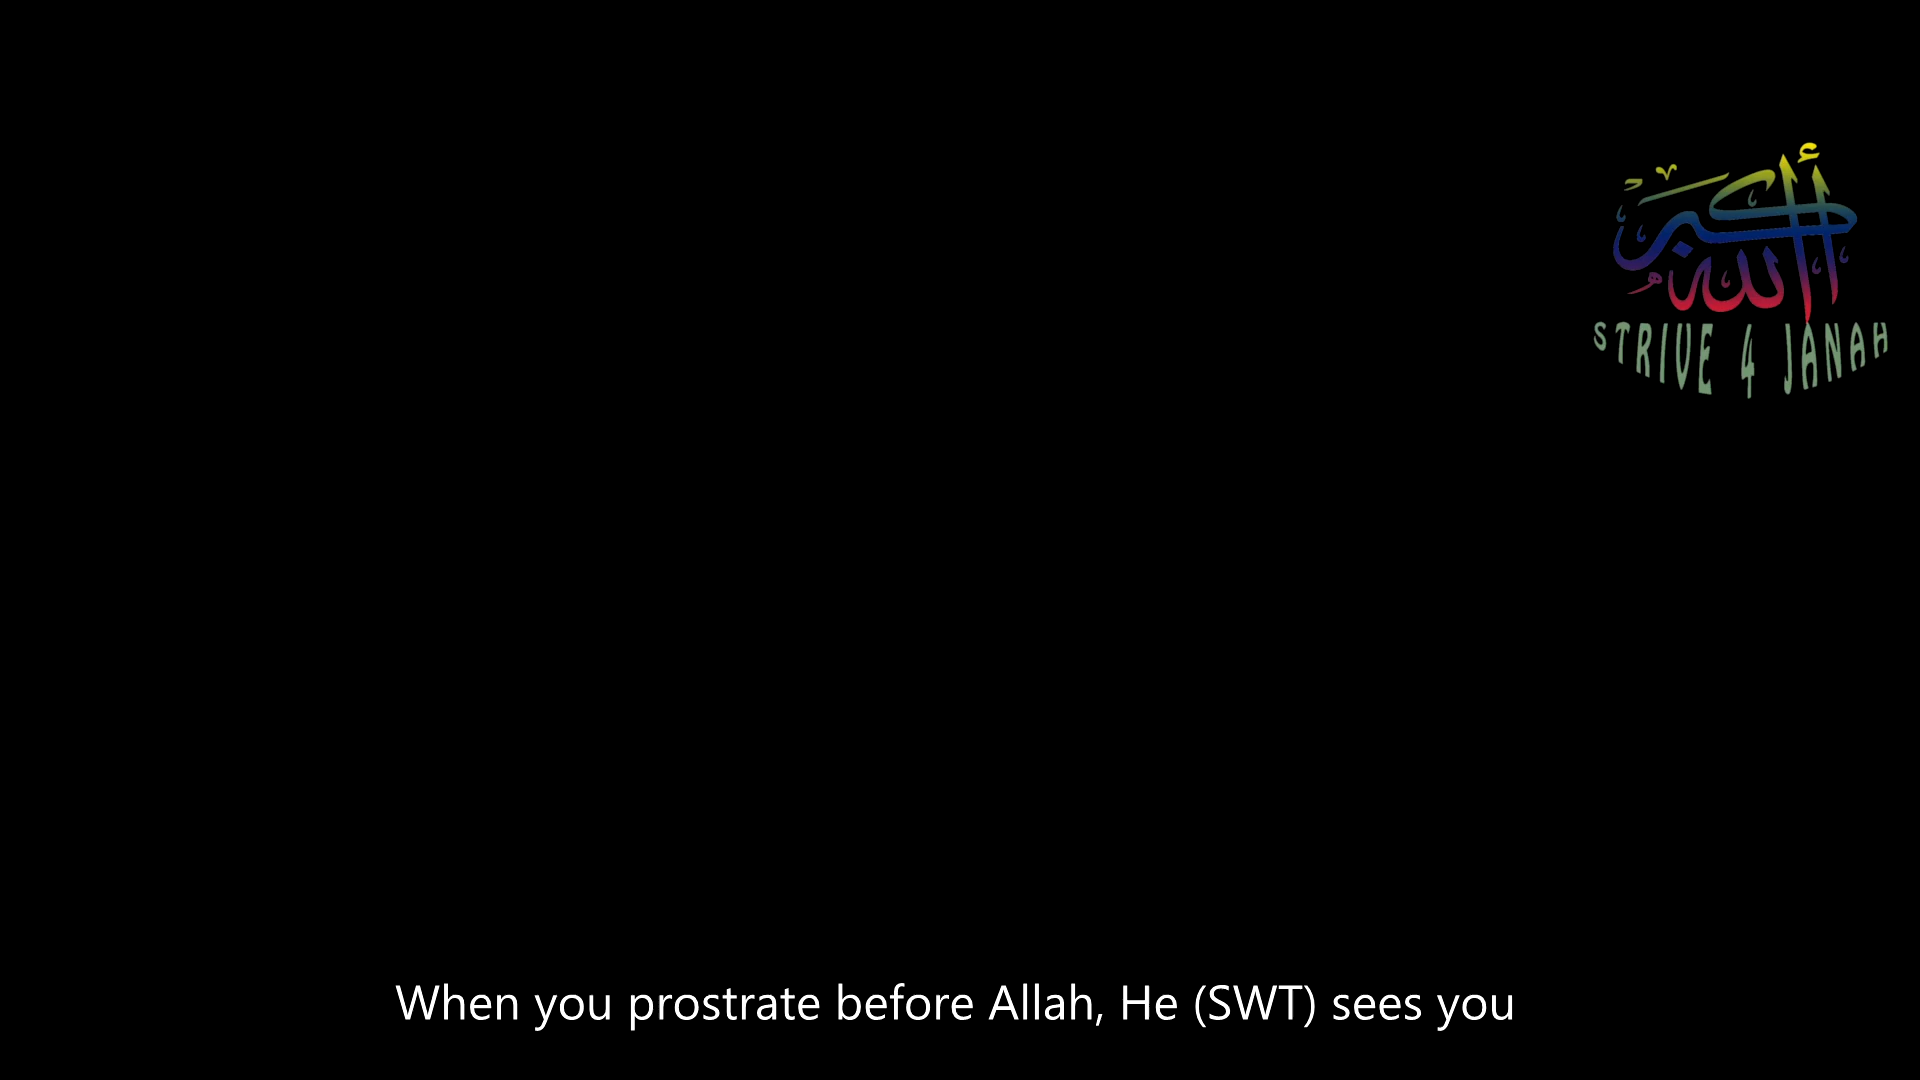 الله أكبر
STRIVE 4 JANAH
When you prostrate before Allah, He (SWT) sees you